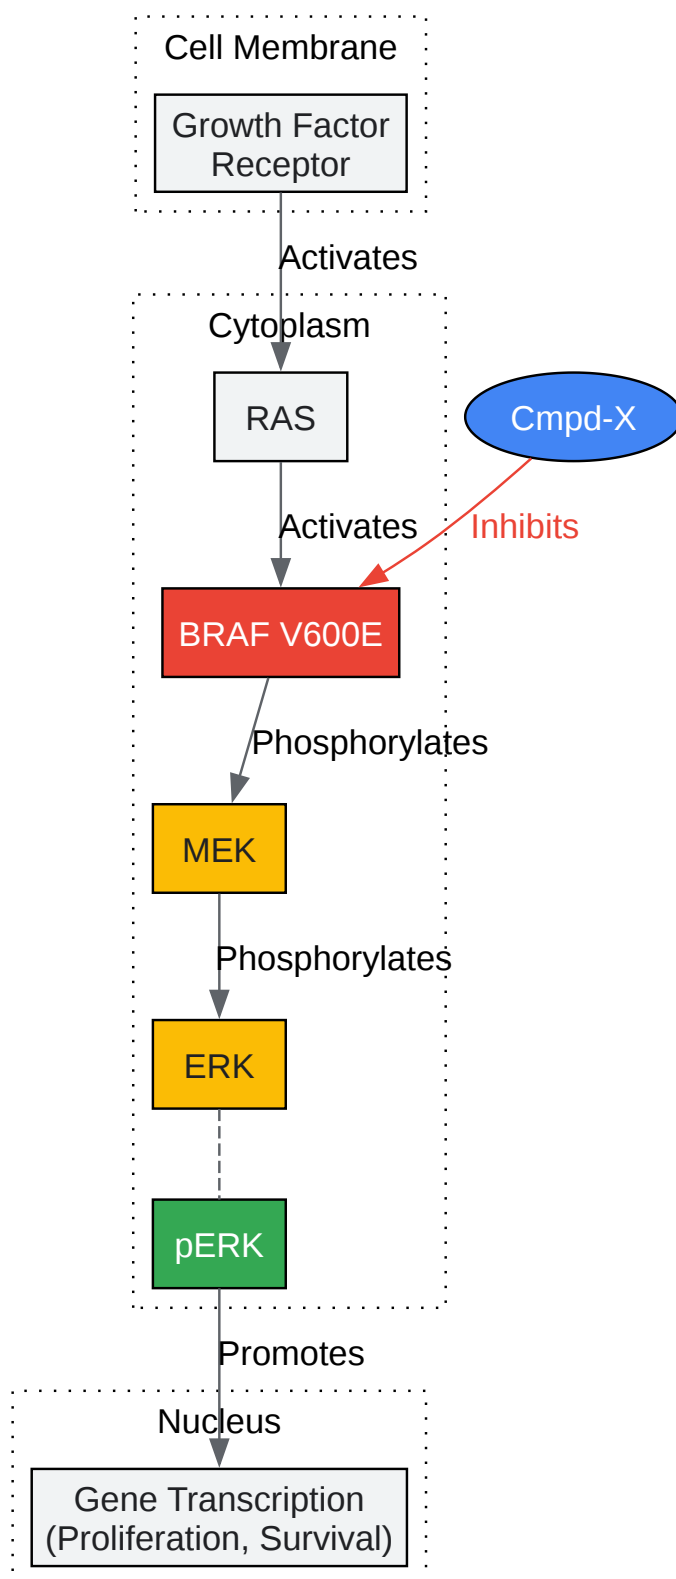 Cell Membrane
Growth Factor
Receptor
Activates
Cytoplasm
RAS
Cmpd-X
Activates
Inhibits
BRAF V600E
Phosphorylates
MEK
Phosphorylates
ERK
pERK
Promotes
Nucleus
Gene Transcription
(Proliferation, Survival)